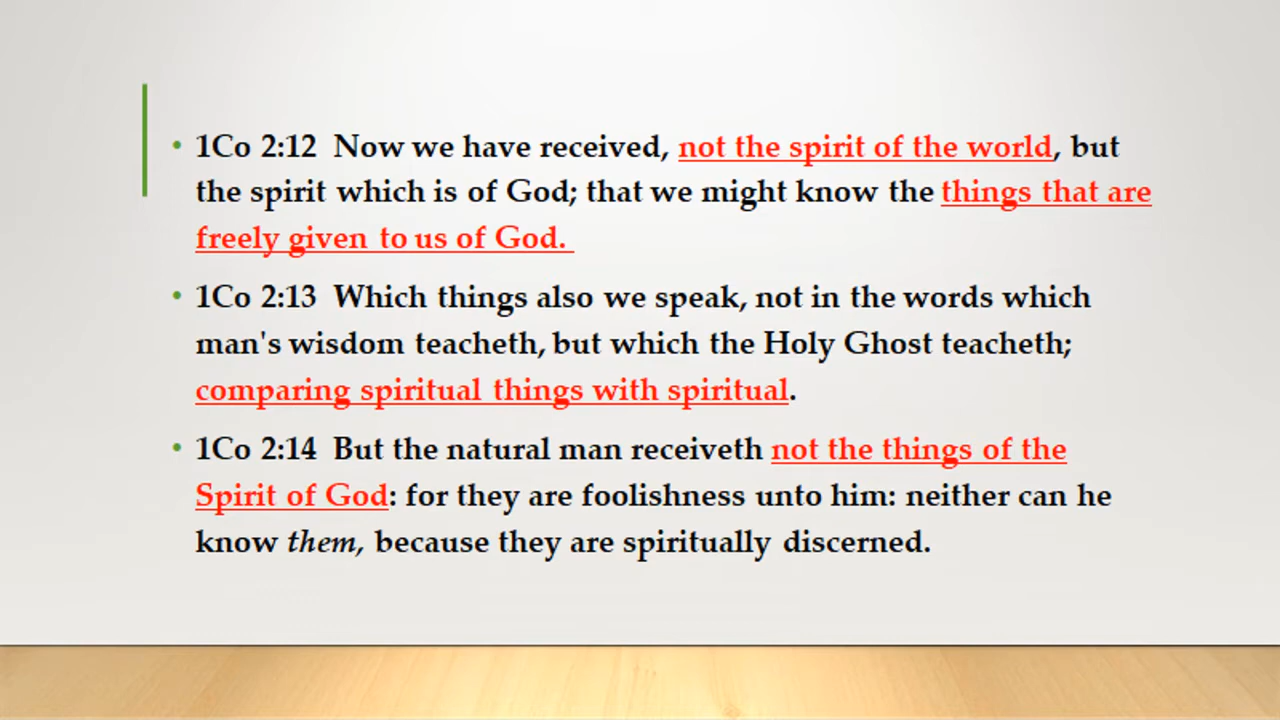 • 1Co 2:12  Now we have received, not the spirit of the world, but
the spirit which is of God; that we might know the things that are
freely given to us of God.
• 1Co 2:13  Which things also we speak, not in the words which
man's wisdom teacheth, but which the Holy Ghost teacheth;
comparing spiritual things with spiritual.
• 1Co 2:14  But the natural man receiveth not the things of the
Spirit of God: for they are foolishness unto him: neither can he
know them, because they are spiritually discerned.